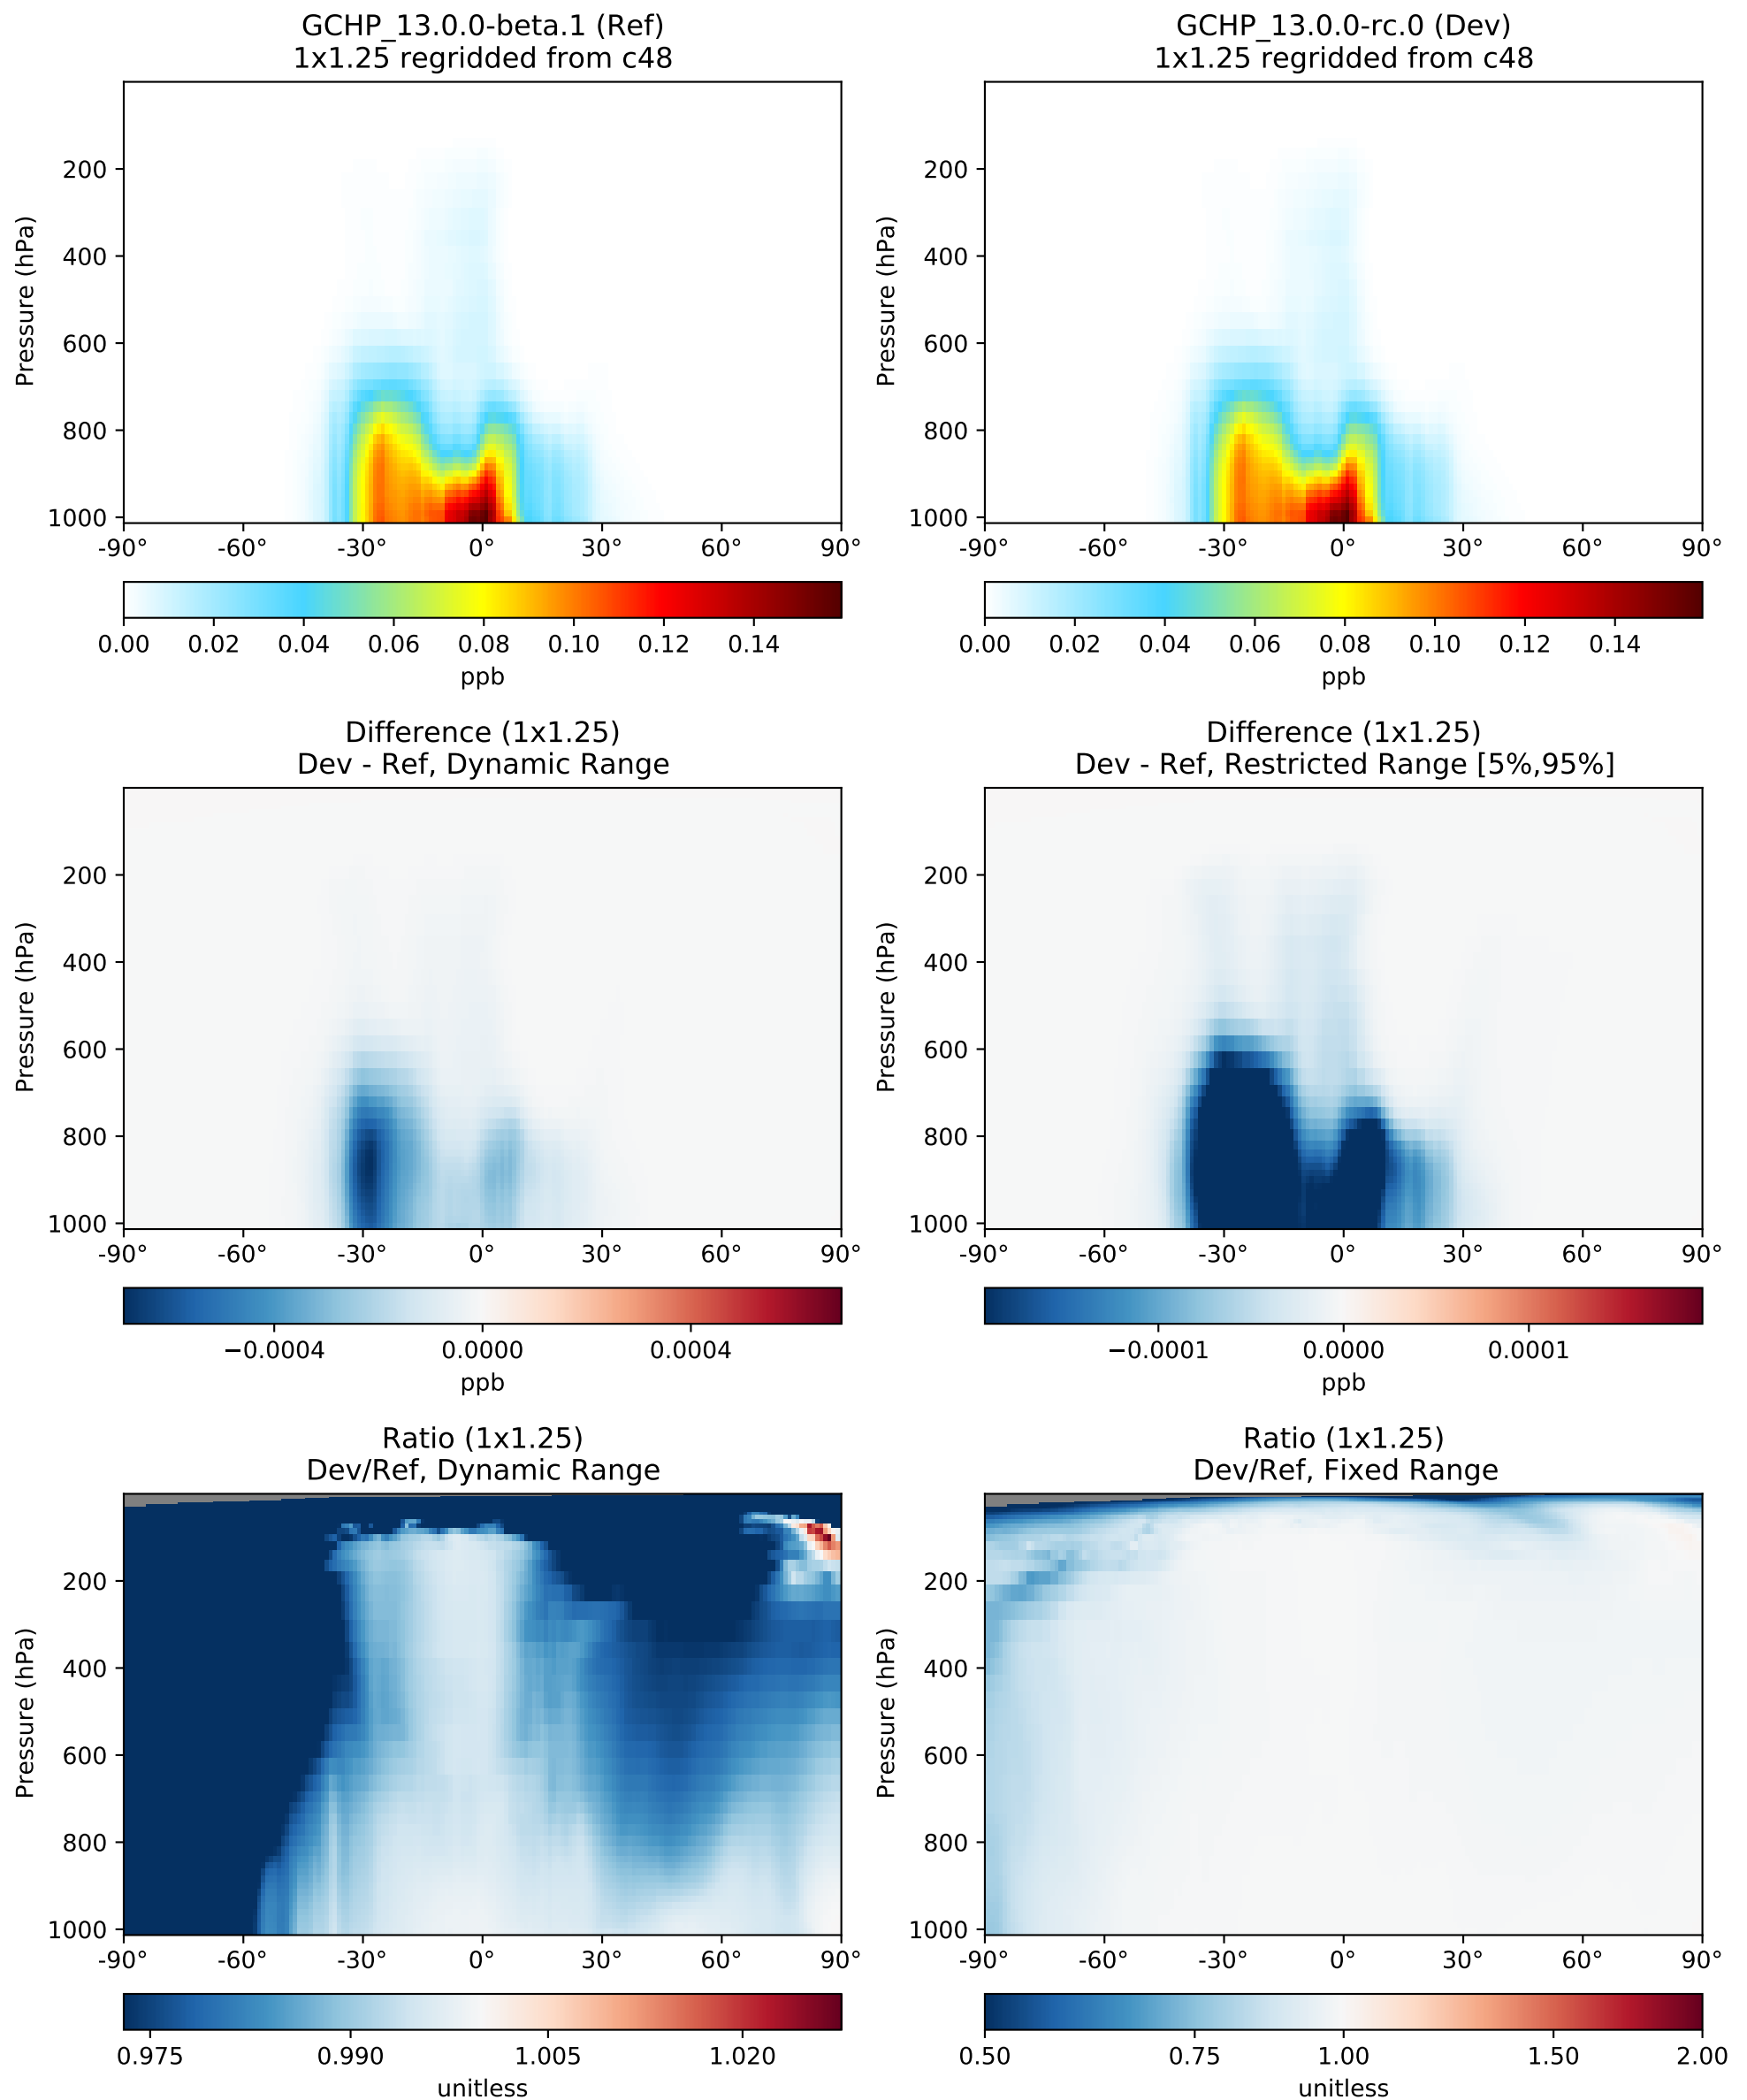 GCHP_13.0.0-beta.1 (Ref)
1x1.25 regridded from c48
Pressure (hPa)
200
400
600
800
1000
-90° -60° -30° 0° 30° 60° 90°
0.00 0.02 0.04 0.06 0.08 0.10 0.12 0.14
ppb
GCHP_13.0.0-rc.0 (Dev)
1x1.25 regridded from c48
Pressure (hPa)
200
400
600
800
1000
-90° -60° -30° 0° 30° 60° 90°
0.00 0.02 0.04 0.06 0.08 0.10 0.12 0.14
ppb
Difference (1x1.25)
Dev - Ref, Dynamic Range
Pressure (hPa)
200
400
600
800
1000
-90° -60° -30° 0° 30° 60° 90°
−0.0004 0.0000 0.0004
ppb
Difference (1x1.25)
Dev - Ref, Restricted Range [5%,95%]
Pressure (hPa)
200
400
600
800
1000
-90° -60° -30° 0° 30° 60° 90°
−0.0001 0.0000 0.0001
ppb
Ratio (1x1.25)
Dev/Ref, Dynamic Range
Pressure (hPa)
200
400
600
800
1000
-90° -60° -30° 0° 30° 60° 90°
0.975 0.990 1.005 1.020
unitless
Ratio (1x1.25)
Dev/Ref, Fixed Range
Pressure (hPa)
200
400
600
800
1000
-90° -60° -30° 0° 30° 60° 90°
0.50 0.75 1.00 1.50 2.00
unitless